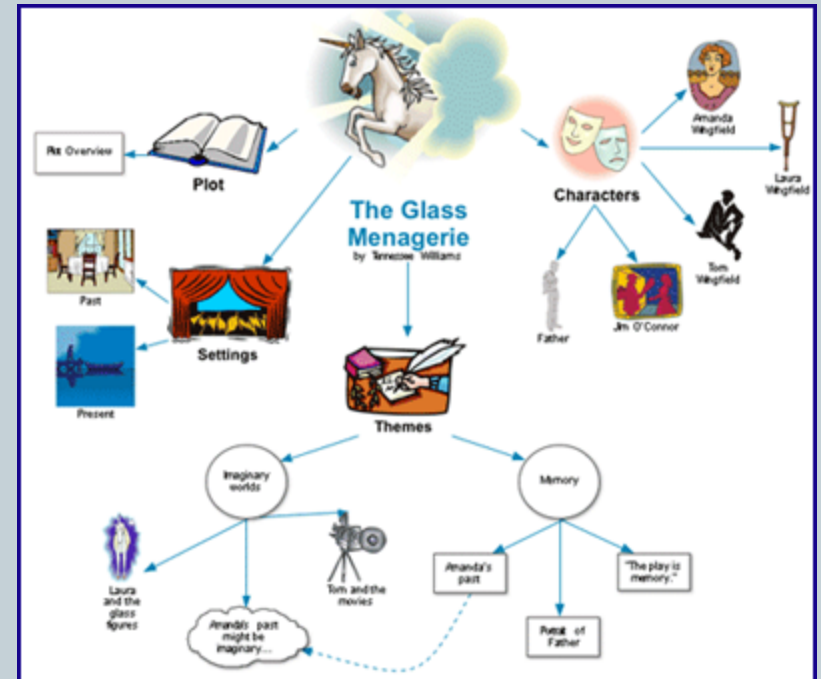 Plot Overview
Plot
The Glass
Menagerie
by Tennessee Williams
Characters
Amanda
Wingfield
Laura
Wingfield
Tom
Wingfield
Father
Jim O'Connor
Past
Settings
Present
Themes
Imaginary
worlds
Memory
Laura
and the
glass
figures
Amanda's past
might be
imaginary...
Tom and the
movies
Amanda's
past
"The play is
memory."
Portrait of
Father